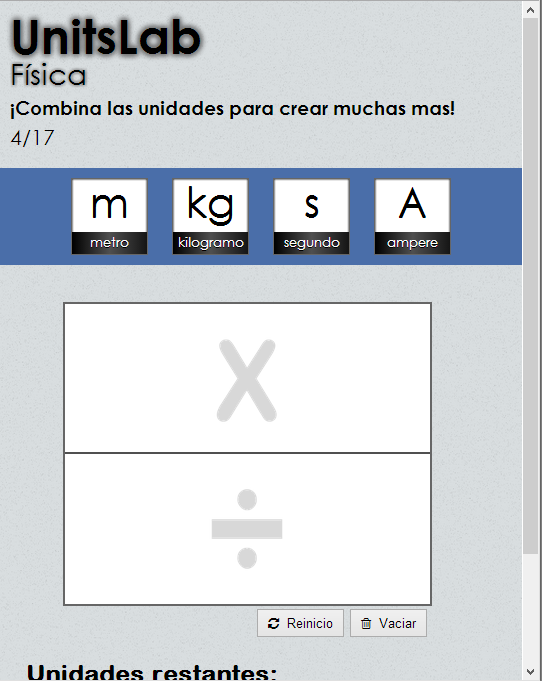 UnitsLab
Física
¡Combina las unidades para crear muchas mas!
4/17
m kg s A
metro kilogramo segundo ampere
X
÷
Reinicio Vaciar
Unidades restantes: